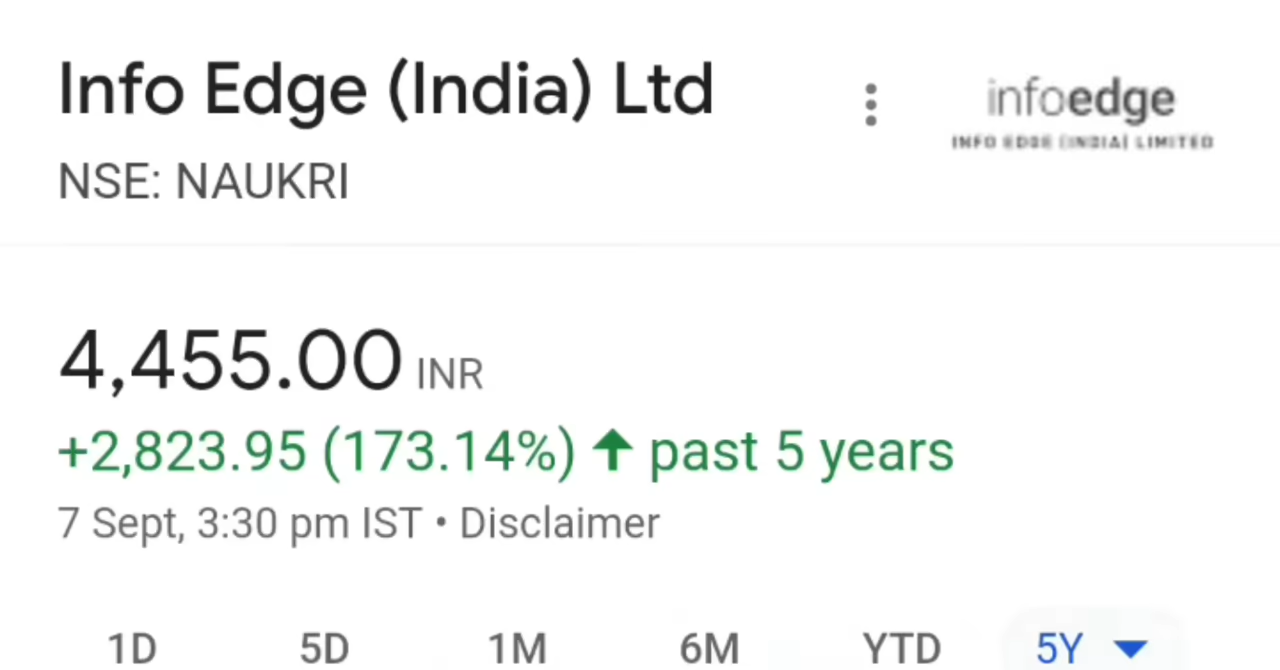 Info Edge (India) Ltd
infoedge
INFO EDGE (INDIA) LIMITED
NSE: NAUKRI
4,455.00 INR
+2,823.95 (173.14%) ↑ past 5 years
7 Sept, 3:30 pm IST • Disclaimer
1D 5D 1M 6M YTD 5Y